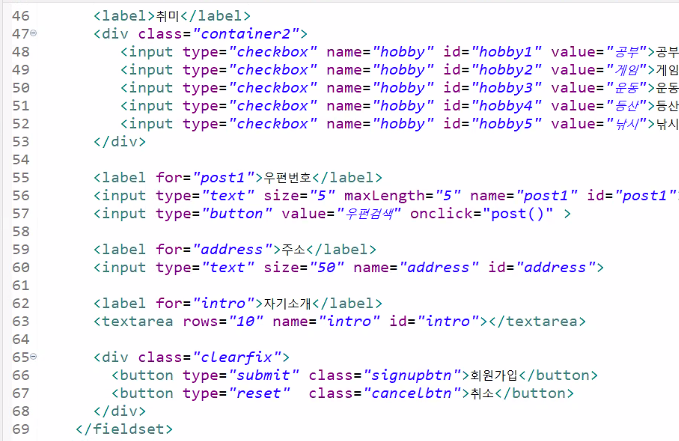 46 <label>취미</label>
47 <div class="container2">
48 <input type="checkbox" name="hobby" id="hobby1" value="공부">공부
49 <input type="checkbox" name="hobby" id="hobby2" value="게임">게임
50 <input type="checkbox" name="hobby" id="hobby3" value="운동">운동
51 <input type="checkbox" name="hobby" id="hobby4" value="등산">등산
52 <input type="checkbox" name="hobby" id="hobby5" value="낚시">낚시
53 </div>
54
55 <label for="post1">우편번호</label>
56 <input type="text" size="5" maxLength="5" name="post1" id="post1"
57 <input type="button" value="우편검색" onclick="post()" >
58
59 <label for="address">주소</label>
60 <input type="text" size="50" name="address" id="address">
61
62 <label for="intro">자기소개</label>
63 <textarea rows="10" name="intro" id="intro"></textarea>
64
65 <div class="clearfix">
66 <button type="submit" class="signupbtn">회원가입</button>
67 <button type="reset"  class="cancelbtn">취소</button>
68 </div>
69 </fieldset>